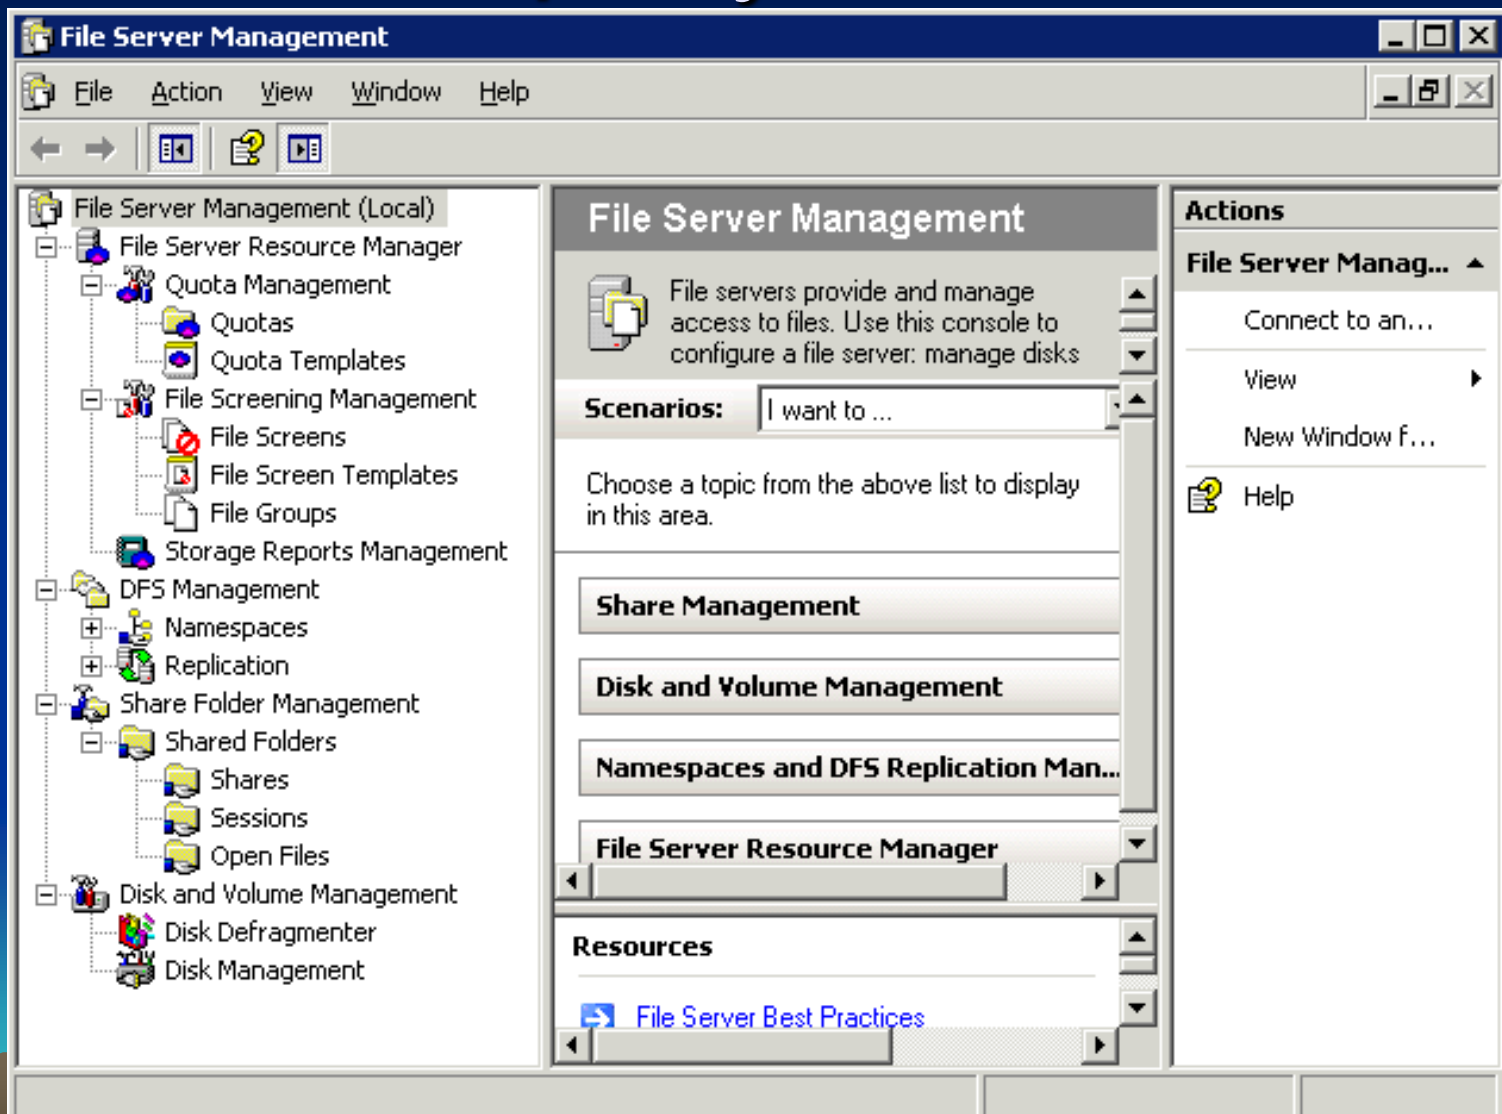 File Server Management
File Action View Window Help
File Server Management (Local)
File Server Resource Manager
Quota Management
Quotas
Quota Templates
File Screening Management
File Screens
File Screen Templates
File Groups
Storage Reports Management
DFS Management
Namespaces
Replication
Share Folder Management
Shared Folders
Shares
Sessions
Open Files
Disk and Volume Management
Disk Defragmenter
Disk Management
File Server Management
File servers provide and manage
access to files. Use this console to
configure a file server: manage disks
Scenarios: I want to ...
Choose a topic from the above list to display
in this area.
Share Management
Disk and Volume Management
Namespaces and DFS Replication Man...
File Server Resource Manager
Resources
File Server Best Practices
Actions
File Server Manag...
Connect to an...
View
New Window f...
Help